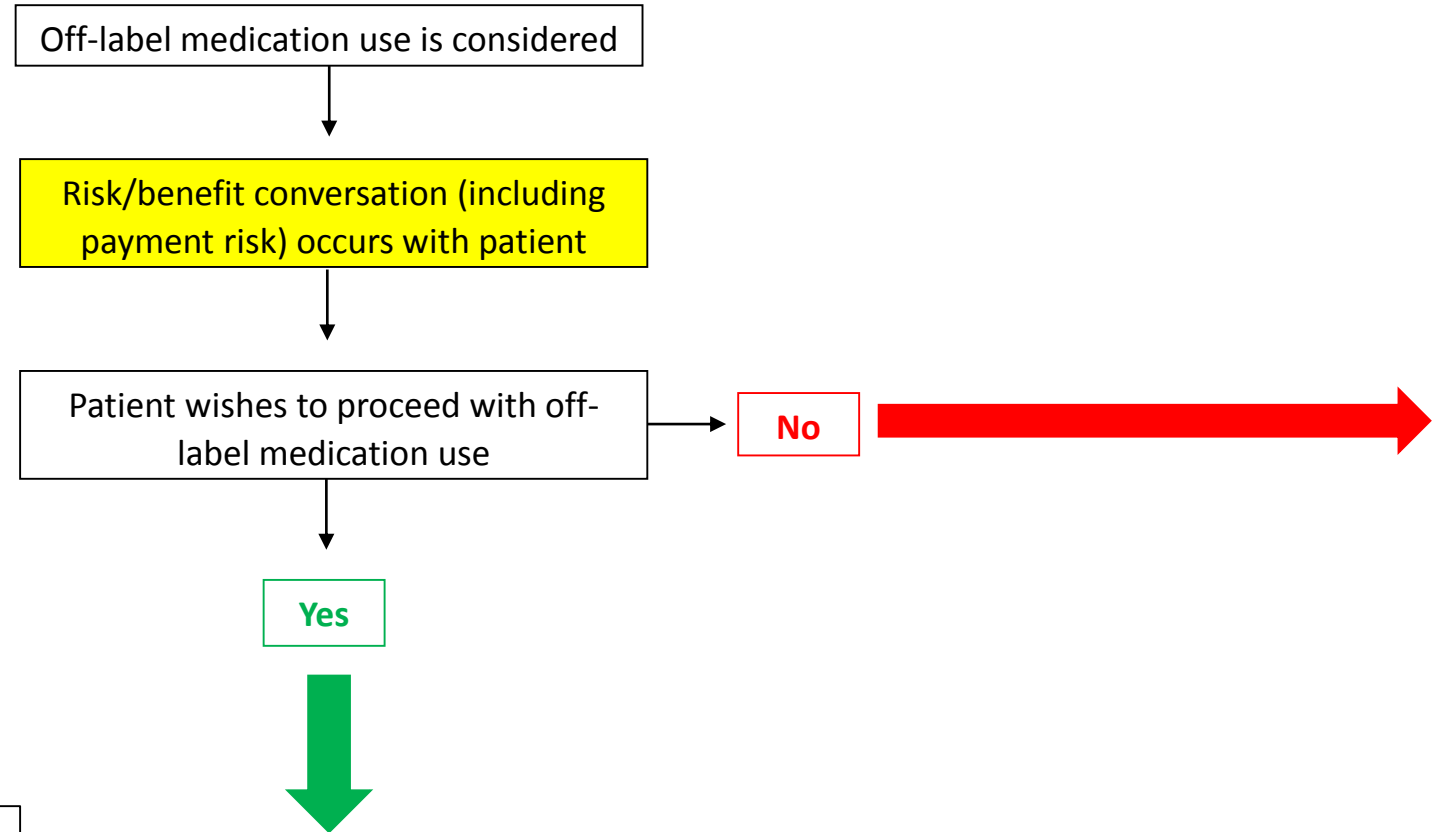 Off-label medication use is considered
Risk/benefit conversation (including
payment risk) occurs with patient
Patient wishes to proceed with off-
label medication use
No
Yes